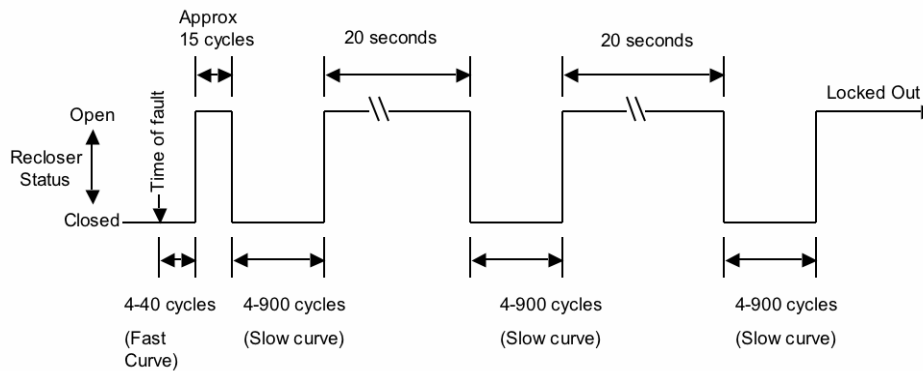 Approx
15 cycles
20 seconds
20 seconds
Locked Out
Open
Time of fault
Recloser
Status
Closed
4-40 cycles
(Fast
Curve)
4-900 cycles
(Slow curve)
4-900 cycles
(Slow curve)
4-900 cycles
(Slow curve)